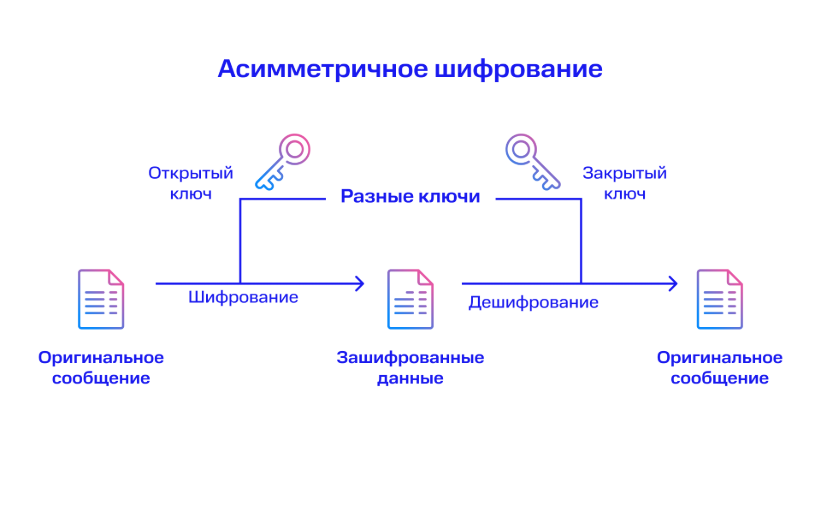 Асимметричное шифрование
Открытый
ключ
Разные ключи
Закрытый
ключ
Шифрование
Дешифрование
Оригинальное
сообщение
Зашифрованные
данные
Оригинальное
сообщение